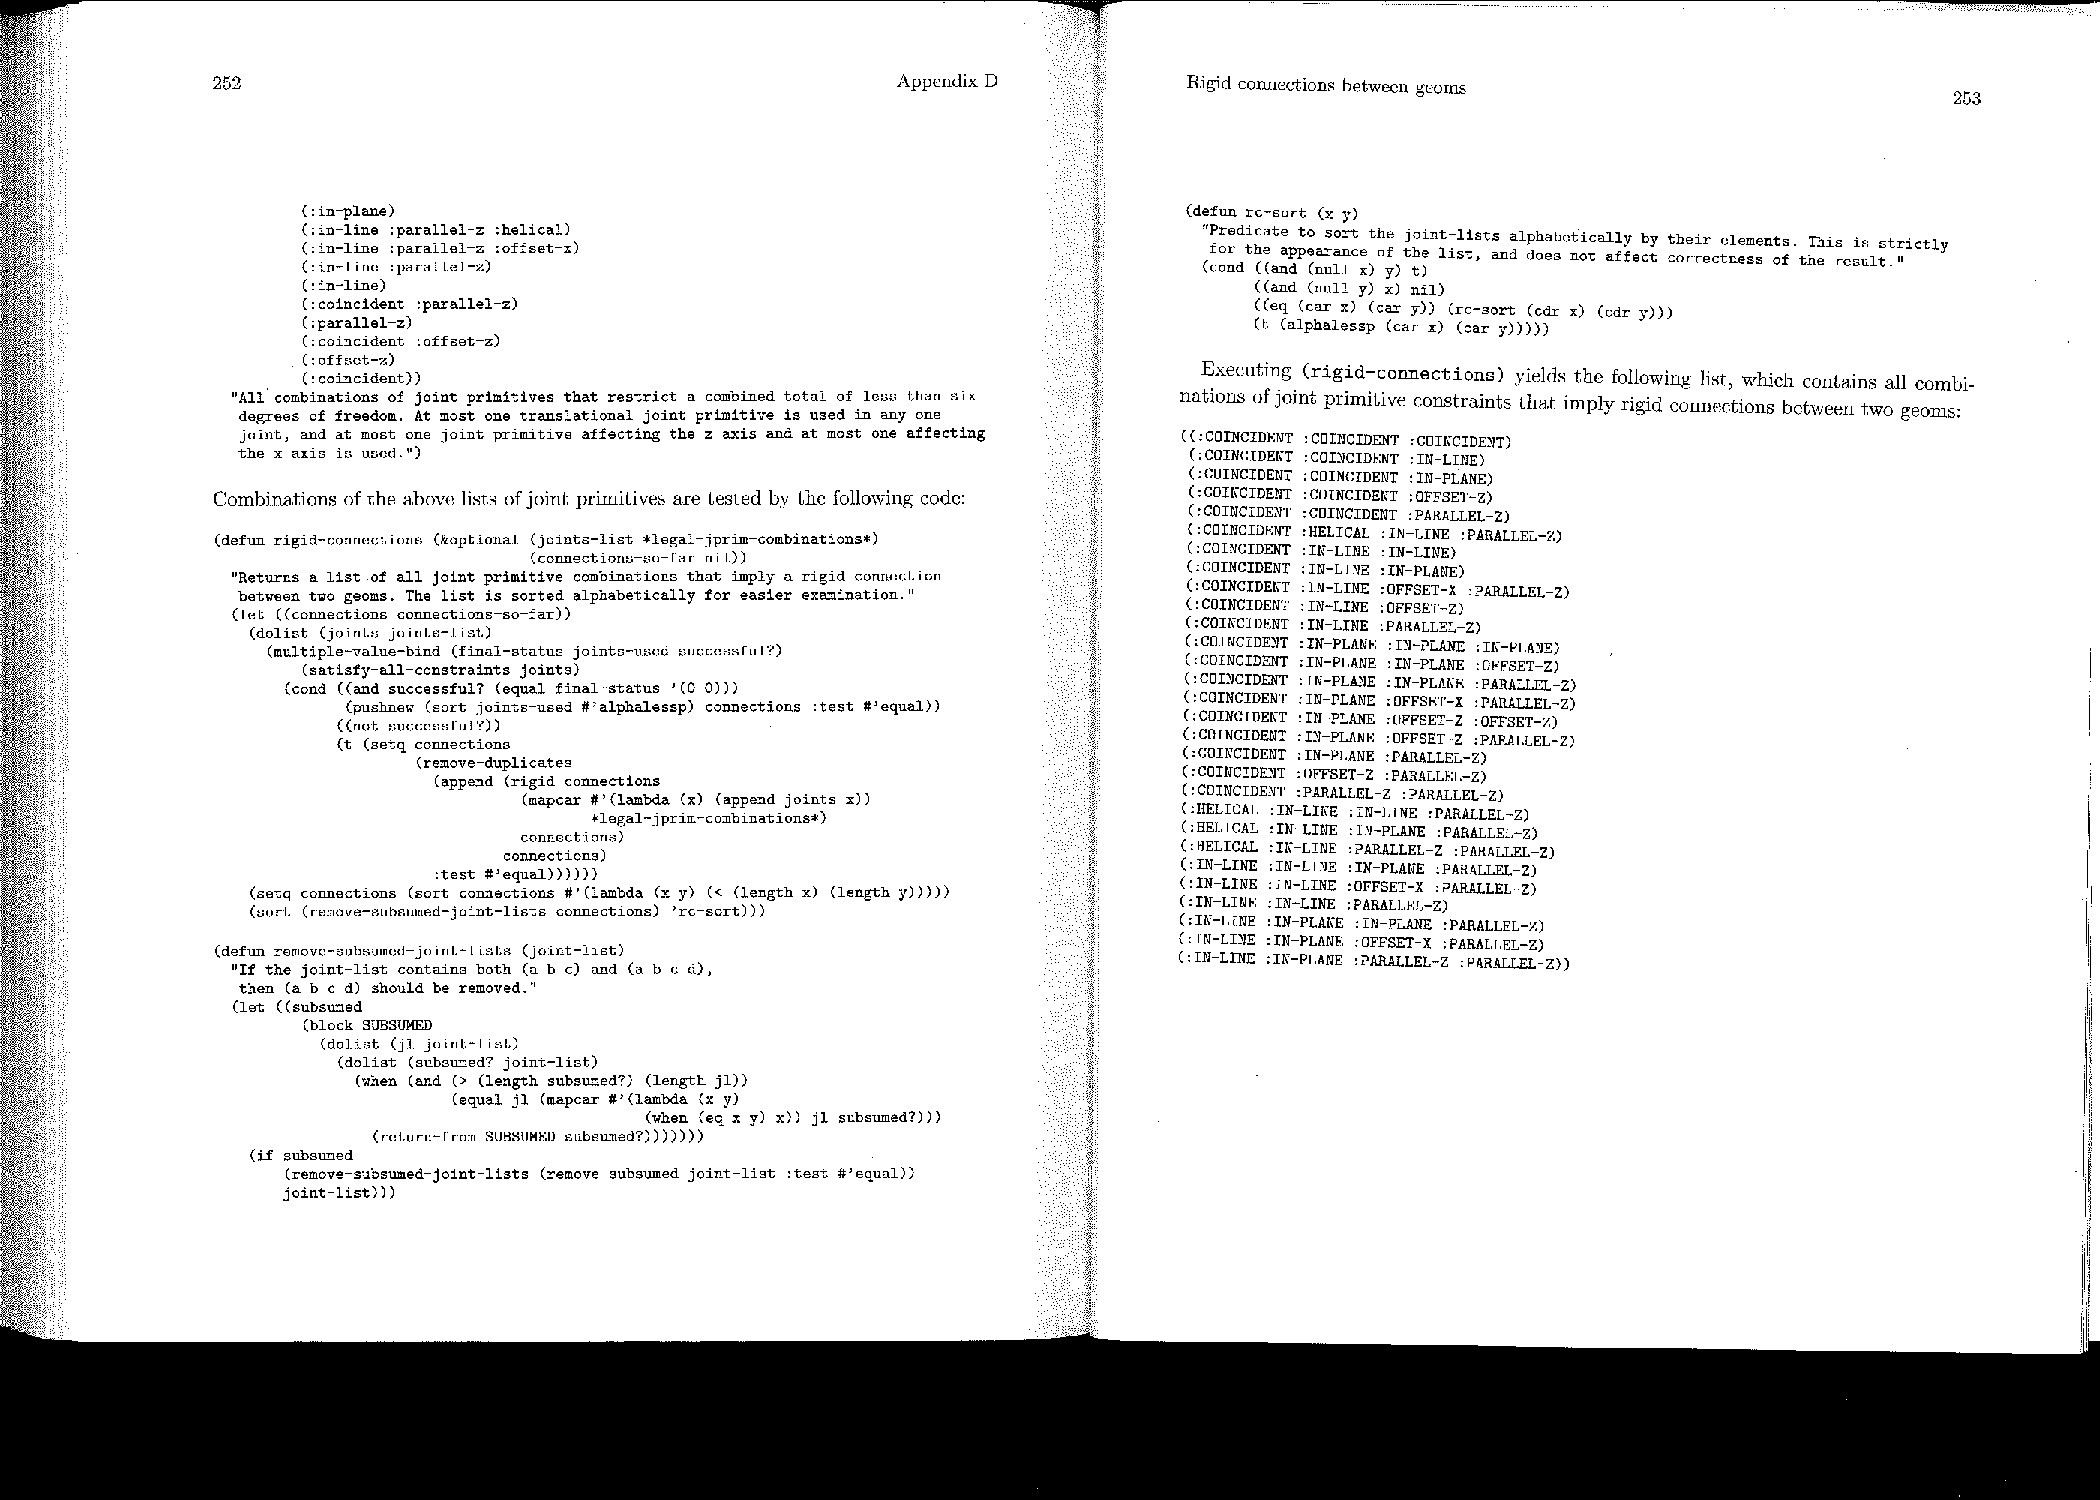 252
Appendix D
(:in-plane)
(:in-line :parallel-z :helical)
(:in-line :parallel-z :offset-x)
(:in-line :parallel-z)
(:in-line)
(:coincident :parallel-z)
(:parallel-z)
(:coincident :offset-z)
(:offset-z)
(:coincident))
"All combinations of joint primitives that restrict a combined total of less than six
degrees of freedom. At most one translational joint primitive is used in any one
joint, and at most one joint primitive affecting the z axis and at most one affecting
the x axis is used.")
Combinations of the above lists of joint primitives are tested by the following code:
(defun rigid-connections (&optional (joints-list *legal-jprim-combinations*)
(connections-so-far nil))
"Returns a list of all joint primitive combinations that imply a rigid connection
between two geoms. The list is sorted alphabetically for easier examination."
(let ((connections connections-so-far))
(dolist (joints joints-list)
(multiple-value-bind (final-status joints-used successful?)
(satisfy-all-constraints joints)
(cond ((and successful? (equal final-status '(0 0)))
(pushnew (sort joints-used #'alphalessp) connections :test #'equal))
((not successful?))
(t (setq connections
(remove-duplicates
(append (rigid connections
(mapcar #'(lambda (x) (append joints x))
*legal-jprim-combinations*)
connections)
connections)
:test #'equal))))))
(setq connections (sort connections #'(lambda (x y) (< (length x) (length y)))))
(sort (remove-subsumed-joint-lists connections) 'rc-sort)))
(defun remove-subsumed-joint-lists (joint-list)
"If the joint-list contains both (a b c) and (a b c d),
then (a b c d) should be removed."
(let ((subsumed
(block SUBSUMED
(dolist (jl joint-list)
(dolist (subsumed? joint-list)
(when (and (> (length subsumed?) (length jl))
(equal jl (mapcar #'(lambda (x y)
(when (eq x y) x)) jl subsumed?)))
(return-from SUBSUMED subsumed?)))))))
(if subsumed
(remove-subsumed-joint-lists (remove subsumed joint-list :test #'equal))
joint-list)))
Rigid connections between geoms
253
(defun rc-sort (x y)
"Predicate to sort the joint-lists alphabetically by their elements. This is strictly
for the appearance of the list, and does not affect correctness of the result."
(cond ((and (null x) y) t)
((and (null y) x) nil)
((eq (car x) (car y)) (rc-sort (cdr x) (cdr y)))
(t (alphalessp (car x) (car y)))))
Executing (rigid-connections) yields the following list, which contains all combi-
nations of joint primitive constraints that imply rigid connections between two geoms:
((:COINCIDENT :COINCIDENT :COINCIDENT)
(:COINCIDENT :COINCIDENT :IN-LINE)
(:COINCIDENT :COINCIDENT :IN-PLANE)
(:COINCIDENT :COINCIDENT :OFFSET-Z)
(:COINCIDENT :COINCIDENT :PARALLEL-Z)
(:COINCIDENT :HELICAL :IN-LINE :PARALLEL-Z)
(:COINCIDENT :IN-LINE :IN-LINE)
(:COINCIDENT :IN-LINE :IN-PLANE)
(:COINCIDENT :IN-LINE :OFFSET-X :PARALLEL-Z)
(:COINCIDENT :IN-LINE :OFFSET-Z)
(:COINCIDENT :IN-LINE :PARALLEL-Z)
(:COINCIDENT :IN-PLANE :IN-PLANE :IN-PLANE)
(:COINCIDENT :IN-PLANE :IN-PLANE :OFFSET-Z)
(:COINCIDENT :IN-PLANE :IN-PLANE :PARALLEL-Z)
(:COINCIDENT :IN-PLANE :OFFSET-X :PARALLEL-Z)
(:COINCIDENT :IN PLANE :OFFSET-Z :OFFSET-Z)
(:COINCIDENT :IN-PLANE :OFFSET Z :PARALLEL-Z)
(:COINCIDENT :IN-PLANE :PARALLEL-Z)
(:COINCIDENT :OFFSET-Z :PARALLEL-Z)
(:COINCIDENT :PARALLEL-Z :PARALLEL-Z)
(:HELICAL :IN-LINE :IN-LINE :PARALLEL-Z)
(:HELICAL :IN LINE :IN-PLANE :PARALLEL-Z)
(:HELICAL :IN-LINE :PARALLEL-Z :PARALLEL-Z)
(:IN-LINE :IN-LINE :IN-PLANE :PARALLEL-Z)
(:IN-LINE :IN-LINE :OFFSET-X :PARALLEL-Z)
(:IN-LINE :IN-LINE :PARALLEL-Z)
(:IN-LINE :IN-PLANE :IN-PLANE :PARALLEL-Z)
(:IN-LINE :IN-PLANE :OFFSET-X :PARALLEL-Z)
(:IN-LINE :IN-PLANE :PARALLEL-Z :PARALLEL-Z))